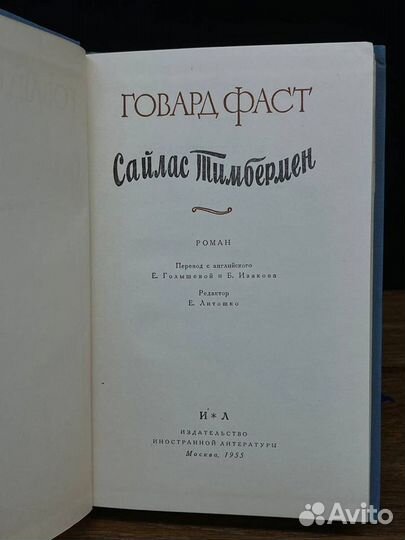 ГОВАРД ФАСТ
Сайлас Тимбермен
РОМАН
Перевод с английского
Е. Голышевой и Б. Изакова
Редактор
Е. Литошко
И * Л
ИЗДАТЕЛЬСТВО
ИНОСТРАННОЙ ЛИТЕРАТУРЫ
Москва, 1955
Avito